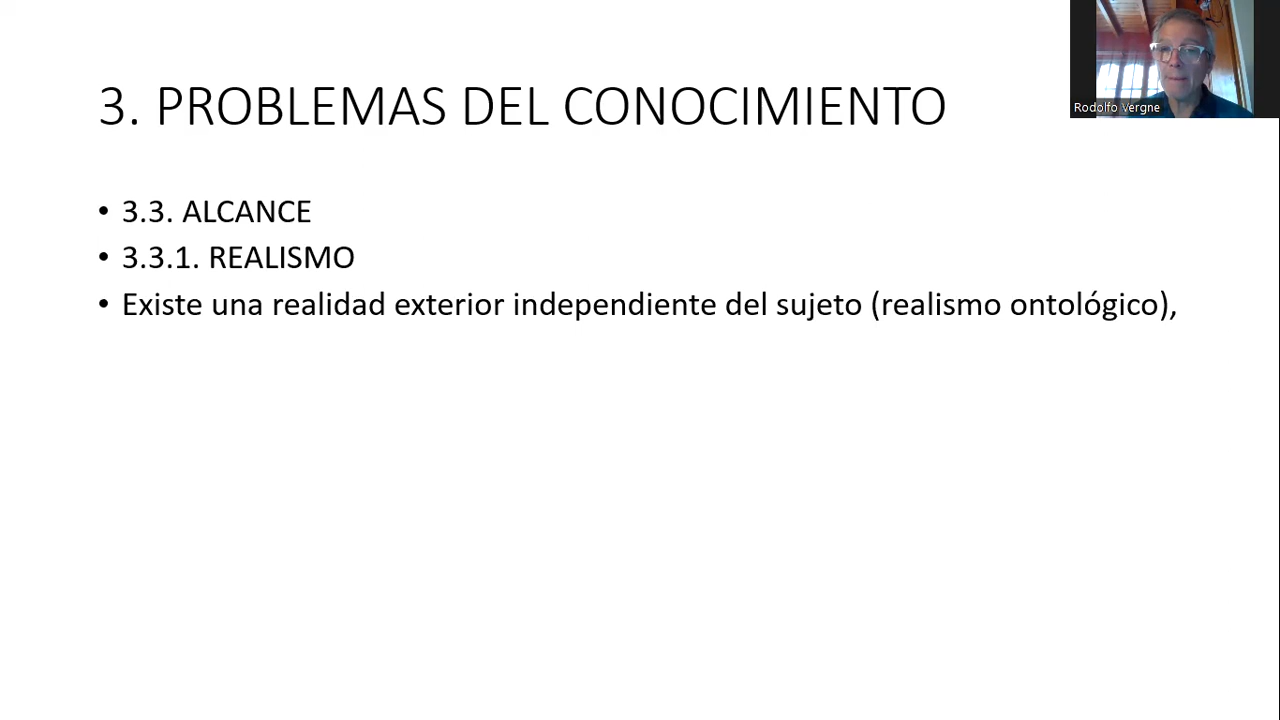 3. PROBLEMAS DEL CONOCIMIENTO
Rodolfo Vergne
• 3.3. ALCANCE
• 3.3.1. REALISMO
• Existe una realidad exterior independiente del sujeto (realismo ontológico),